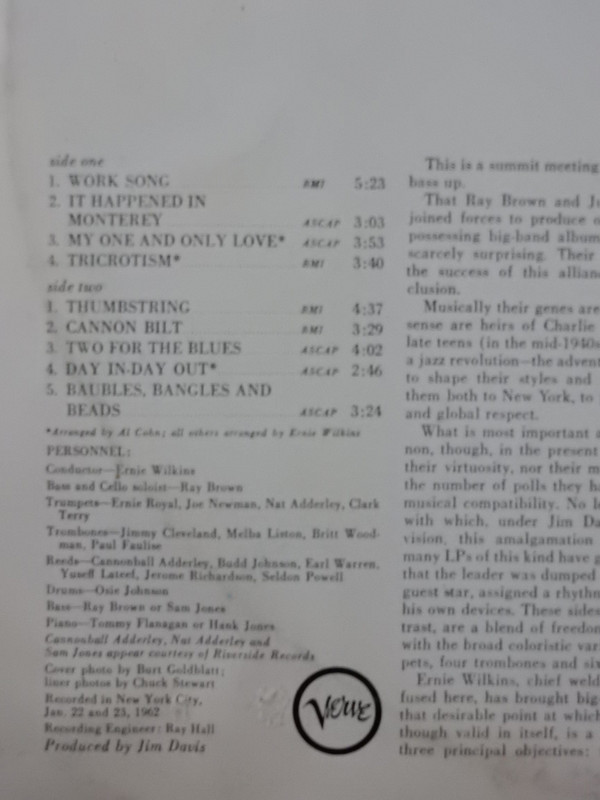 side one
1. WORK SONG BMI 5:23
2. IT HAPPENED IN
MONTEREY ASCAP 3:03
3. MY ONE AND ONLY LOVE* ASCAP 3:53
4. TRICROTISM* BMI 3:40
side two
1. THUMBSTRING BMI 4:37
2. CANNON BILT BMI 3:29
3. TWO FOR THE BLUES ASCAP 4:02
4. DAY IN-DAY OUT* ASCAP 2:46
5. BAUBLES, BANGLES AND
BEADS ASCAP 3:24
*Arranged by Al Cohn; all others arranged by Ernie Wilkins
PERSONNEL:
Conductor—Ernie Wilkins
Bass and Cello soloist—Ray Brown
Trumpets—Ernie Royal, Joe Newman, Nat Adderley, Clark
Terry
Trombones—Jimmy Cleveland, Melba Liston, Britt Wood-
man, Paul Faulise
Reeds—Cannonball Adderley, Budd Johnson, Earl Warren,
Yuseff Lateef, Jerome Richardson, Seldon Powell
Drums—Osie Johnson
Bass—Ray Brown or Sam Jones
Piano—Tommy Flanagan or Hank Jones
Cannonball Adderley, Nat Adderley and
Sam Jones appear courtesy of Riverside Records
Cover photo by Burt Goldblatt;
liner photos by Chuck Stewart
Recorded in New York City,
Jan. 22 and 23, 1962
Recording Engineer: Ray Hall
Produced by Jim Davis
Verve
This is a summit meeting
bass up.
That Ray Brown and
joined forces to produce
possessing big-band album
scarcely surprising. Their
the success of this
clusion.
Musically their genes are
sense are heirs of Charlie
late teens (in the mid-1940s
a jazz revolution—the advent
to shape their styles and
them both to New York, to
and global respect.
What is most important
non, though, in the present
their virtuosity, nor their
the number of polls they
musical compatibility. No
with which, under Jim
vision, this amalgamation
many LPs of this kind have
that the leader was dumped
guest star, assigned a rhythm
his own devices. These sides
trast, are a blend of freedom
with the broad coloristic
pets, four trombones and
Ernie Wilkins, chief
fused here, has brought
that desirable point at which
though valid in itself, is a
three principal objectives: